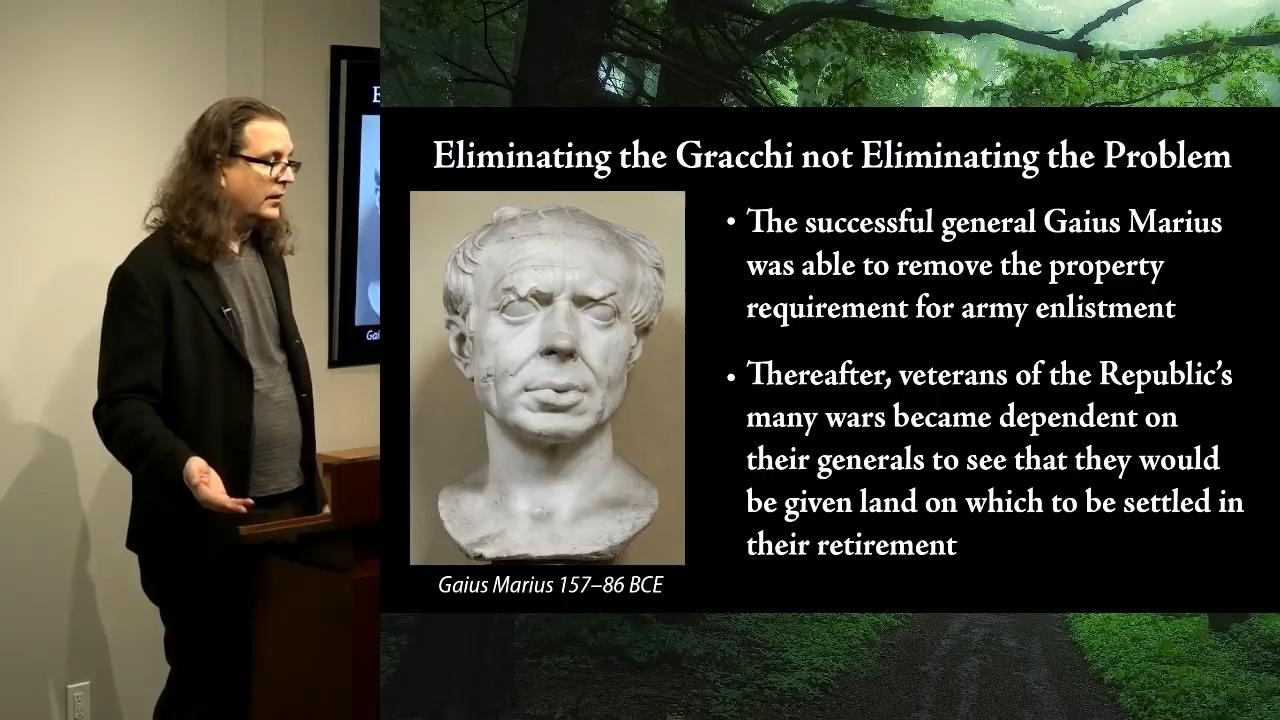 E
Gai
Eliminating the Gracchi not Eliminating the Problem
• The successful general Gaius Marius
was able to remove the property
requirement for army enlistment
• Thereafter, veterans of the Republic’s
many wars became dependent on
their generals to see that they would
be given land on which to be settled in
their retirement
Gaius Marius 157–86 BCE